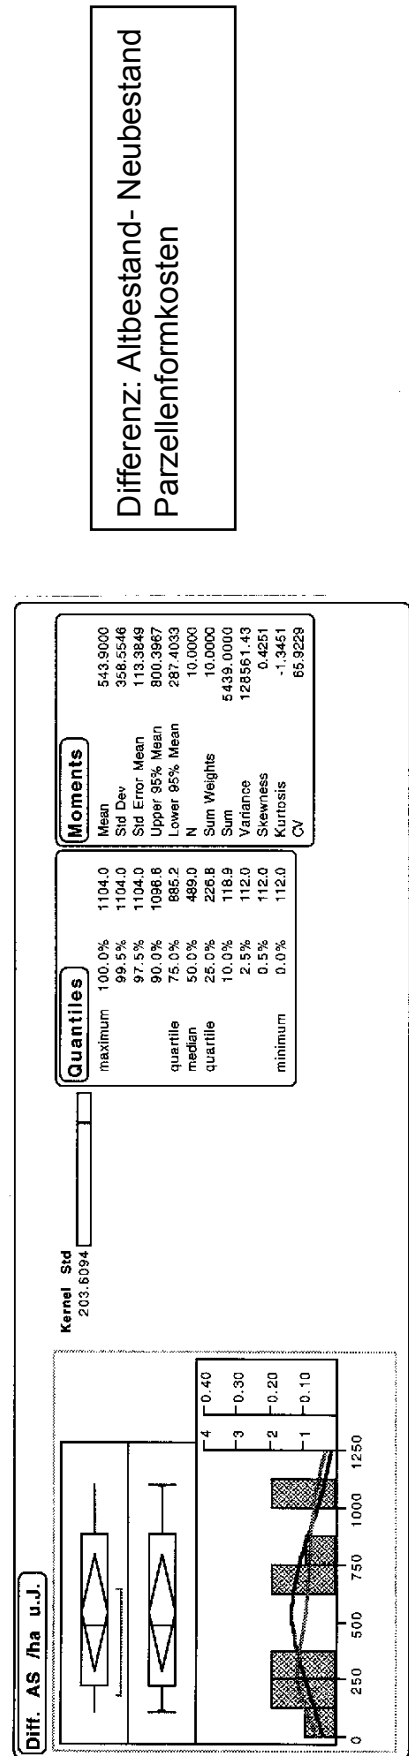 Differenz: Altbestand- Neubestand
Parzellenformkosten
Diff. AS /ha u.J.
Kernel Std
203.6094
4
3
2
1
0.40
0.30
0.20
0.10
0
250
500
750
1000
1250
Quantiles
maximum 100.0% 1104.0
99.5% 1104.0
97.5% 1104.0
90.0% 1096.8
quartile 75.0% 885.2
median 50.0% 489.0
quartile 25.0% 226.8
10.0% 118.9
2.5% 112.0
0.5% 112.0
minimum 0.0% 112.0
Moments
Mean 543.9000
Std Dev 358.5546
Std Error Mean 113.3849
Upper 95% Mean 800.3967
Lower 95% Mean 287.4033
N 10.0000
Sum Weights 10.0000
Sum 5439.0000
Variance 128561.43
Skewness 0.4251
Kurtosis -1.3451
CV 65.9229